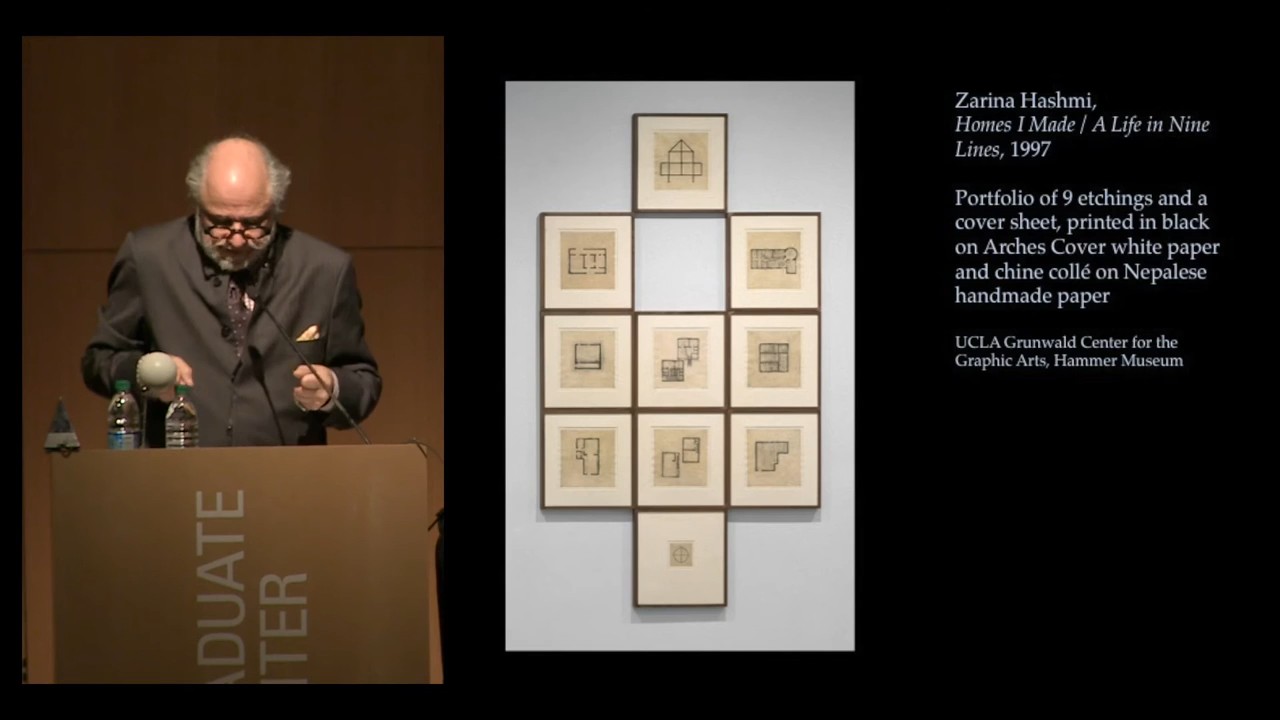 ADUATE
NTER
Zarina Hashmi,
Homes I Made / A Life in Nine
Lines, 1997
Portfolio of 9 etchings and a
cover sheet, printed in black
on Arches Cover white paper
and chine collé on Nepalese
handmade paper
UCLA Grunwald Center for the
Graphic Arts, Hammer Museum